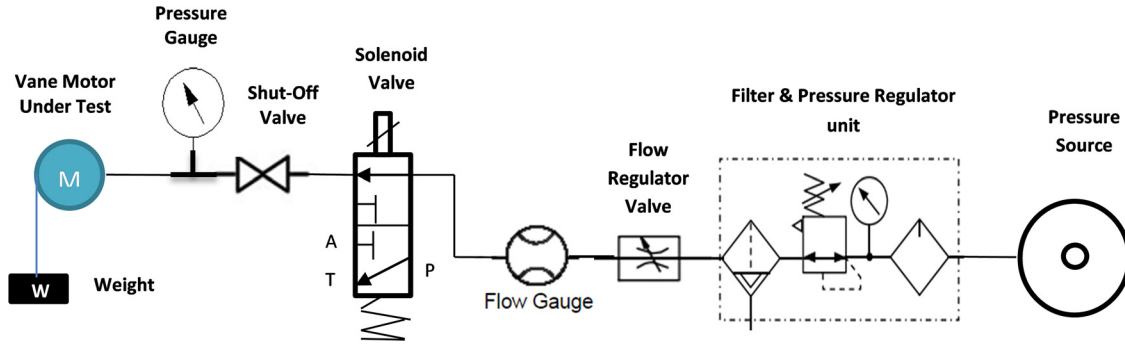 Pressure
Gauge
Solenoid
Valve
Vane Motor
Under Test
Shut-Off
Valve
Filter & Pressure Regulator
unit
Pressure
Source
Flow
Regulator
Valve
M
A
T
P
W
Weight
Flow Gauge